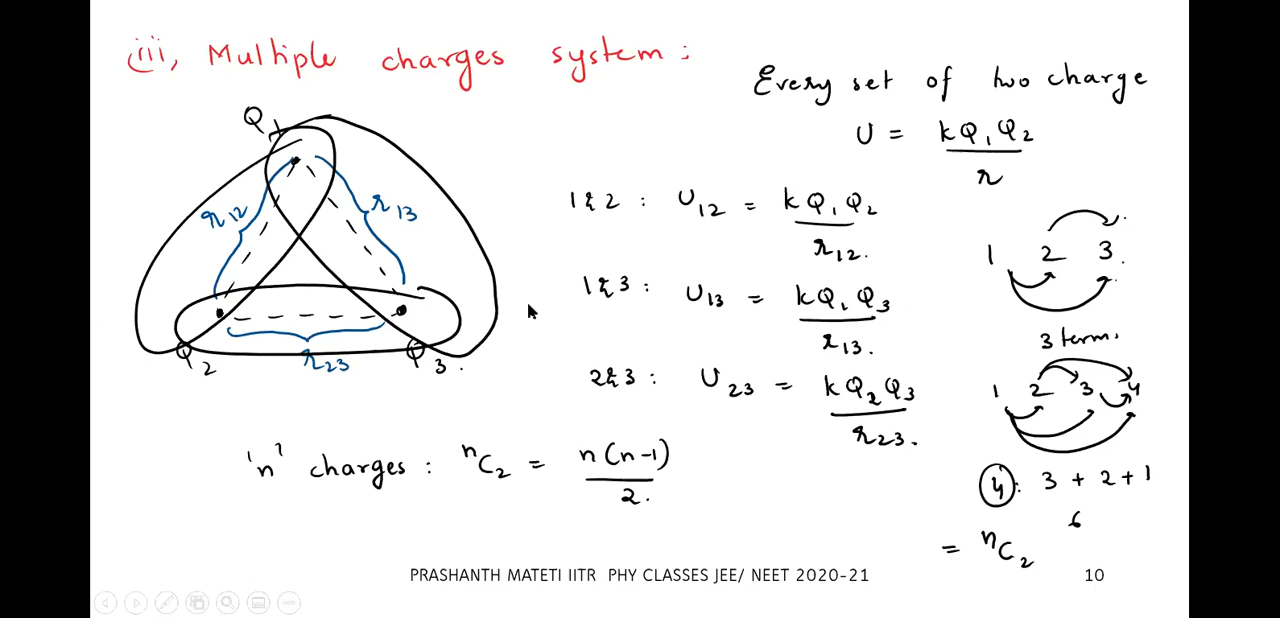 (iii, Multiple charges system :
Every set of two charge
U = kQ₁Q₂ / r
Q₁
r₁₂
r₁₃
Q₂
r₂₃
Q₃.
1 & 2 : U₁₂ = kQ₁Q₂ / r₁₂.
1 & 3 : U₁₃ = kQ₁Q₃ / r₁₃.
2 & 3 : U₂₃ = kQ₂Q₃ / r₂₃.
1 2 3.
3 term.
1 2 3 4
4 : 3 + 2 + 1
6
= ⁿC₂
'n' charges : ⁿC₂ = n(n-1) / 2.
PRASHANTH MATETI IITR PHY CLASSES JEE/ NEET 2020-21
10